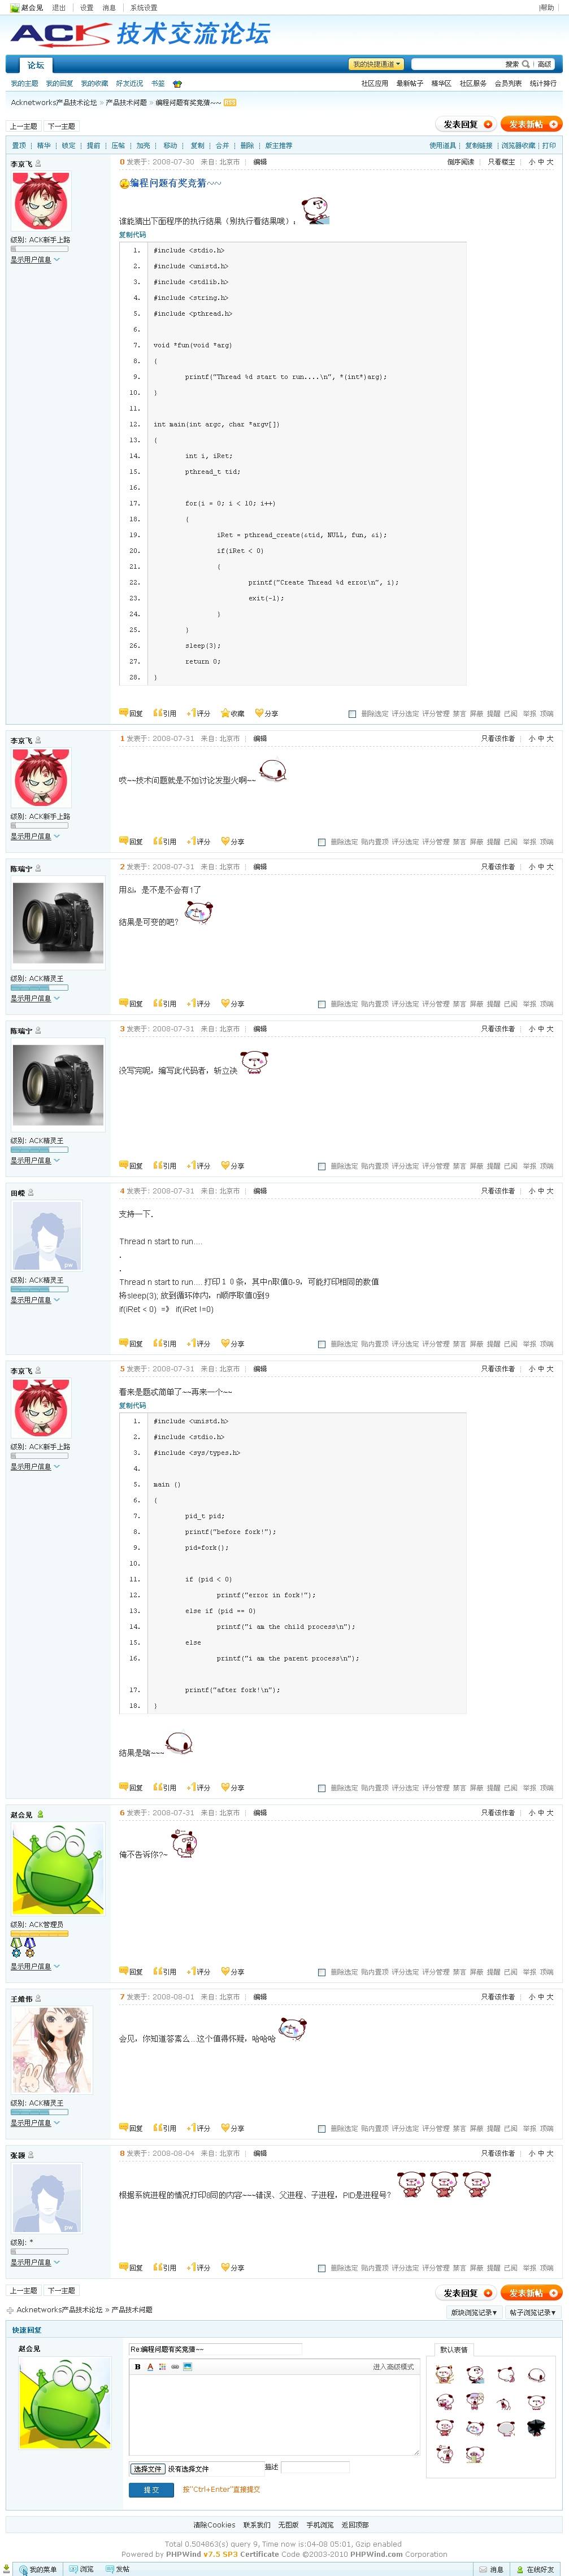 赵会见 退出 | 设置 消息 | 系统设置 |帮助 |
ACK 技术交流论坛
论坛 我的快捷通道 搜索 | 高级
我的主题 我的回复 我的收藏 好友近况 书签 社区应用 最新帖子 精华区 社区服务 会员列表 统计排行
Acknetworks产品技术论坛 » 产品技术问题 » 编程问题有奖竞猜~~
上一主题 下一主题 发表回复 发表新帖
置顶 | 精华 | 锁定 | 提前 | 压帖 | 加亮 | 移动 | 复制 | 合并 | 删除 | 版主推荐 使用道具 | 复制链接 | 浏览器收藏 | 打印
李京飞
0 发表于: 2008-07-30 来自: 北京市 | 编辑 倒序阅读 | 只看楼主 | 小 中 大
编程问题有奖竞猜~~
级别: ACK新手上路
显示用户信息
谁能猜出下面程序的执行结果（别执行看结果呦）:
复制代码
1. #include <stdio.h>
2. #include <unistd.h>
3. #include <stdlib.h>
4. #include <string.h>
5. #include <pthread.h>
6.
7. void *fun(void *arg)
8. {
9. printf("Thread %d start to run....\n", *(int*)arg);
10. }
11.
12. int main(int argc, char *argv[])
13. {
14. int i, iRet;
15. pthread_t tid;
16.
17. for(i = 0; i < 10; i++)
18. {
19. iRet = pthread_create(&tid, NULL, fun, &i);
20. if(iRet < 0)
21. {
22. printf("Create Thread %d error\n", i);
23. exit(-1);
24. }
25. }
26. sleep(3);
27. return 0;
28. }
回复 引用 评分 收藏 分享 删除选定 评分选定 评分管理 禁言 屏蔽 提醒 已阅 举报 顶端
李京飞
1 发表于: 2008-07-31 来自: 北京市 | 编辑 只看该作者 | 小 中 大
级别: ACK新手上路
显示用户信息
哎~~技术问题就是不如讨论发型火啊~~
回复 引用 评分 分享 删除选定 贴内置顶 评分选定 评分管理 禁言 屏蔽 提醒 已阅 举报 顶端
陈瑞宁
2 发表于: 2008-07-31 来自: 北京市 | 编辑 只看该作者 | 小 中 大
用&i，是不是不会有1了
结果是可变的吧?
级别: ACK精灵王
显示用户信息
回复 引用 评分 分享 删除选定 贴内置顶 评分选定 评分管理 禁言 屏蔽 提醒 已阅 举报 顶端
陈瑞宁
3 发表于: 2008-07-31 来自: 北京市 | 编辑 只看该作者 | 小 中 大
没写完呢，编写此代码者，斩立决
级别: ACK精灵王
显示用户信息
回复 引用 评分 分享 删除选定 贴内置顶 评分选定 评分管理 禁言 屏蔽 提醒 已阅 举报 顶端
田嵘
4 发表于: 2008-07-31 来自: 北京市 | 编辑 只看该作者 | 小 中 大
支持一下。
Thread n start to run....
.
.
Thread n start to run.... 打印１０条，其中n取值0-9，可能打印相同的数值
将sleep(3); 放到循环体内，n顺序取值0到9
if(iRet < 0) =》 if(iRet !=0)
级别: ACK精灵王
显示用户信息
回复 引用 评分 分享 删除选定 贴内置顶 评分选定 评分管理 禁言 屏蔽 提醒 已阅 举报 顶端
李京飞
5 发表于: 2008-07-31 来自: 北京市 | 编辑 只看该作者 | 小 中 大
级别: ACK新手上路
显示用户信息
看来是题忒简单了~~再来一个~~
复制代码
1. #include <unistd.h>
2. #include <stdio.h>
3. #include <sys/types.h>
4.
5. main ()
6. {
7. pid_t pid;
8. printf("before fork!");
9. pid=fork();
10.
11. if (pid < 0)
12. printf("error in fork!");
13. else if (pid == 0)
14. printf("i am the child process\n");
15. else
16. printf("i am the parent process\n");
17. printf("after fork!\n");
18. }
结果是啥~~~
回复 引用 评分 分享 删除选定 贴内置顶 评分选定 评分管理 禁言 屏蔽 提醒 已阅 举报 顶端
赵会见
6 发表于: 2008-07-31 来自: 北京市 | 编辑 只看该作者 | 小 中 大
俺不告诉你?~
级别: ACK管理员
显示用户信息
回复 引用 评分 分享 删除选定 贴内置顶 评分选定 评分管理 禁言 屏蔽 提醒 已阅 举报 顶端
王维伟
7 发表于: 2008-08-01 来自: 北京市 | 编辑 只看该作者 | 小 中 大
会见，你知道答案么...这个值得怀疑，哈哈哈
级别: ACK精灵王
显示用户信息
回复 引用 评分 分享 删除选定 贴内置顶 评分选定 评分管理 禁言 屏蔽 提醒 已阅 举报 顶端
张颖
8 发表于: 2008-08-04 来自: 北京市 | 编辑 只看该作者 | 小 中 大
根据系统进程的情况打印不同的内容~~~错误、父进程、子进程，PID是进程号?
级别: *
显示用户信息
回复 引用 评分 分享 删除选定 贴内置顶 评分选定 评分管理 禁言 屏蔽 提醒 已阅 举报 顶端
上一主题 下一主题 发表回复 发表新帖
Acknetworks产品技术论坛 » 产品技术问题 版块浏览记录▼ 帖子浏览记录▼
快速回复
赵会见
Re:编程问题有奖竞猜~~
B A 进入高级模式
默认表情
选择文件 没有选择文件 描述
提 交 按"Ctrl+Enter"直接提交
清除Cookies 联系我们 无图版 手机浏览 返回顶部
Total 0.504863(s) query 9, Time now is:04-08 05:01, Gzip enabled
Powered by PHPWind v7.5 SP3 Certificate Code ©2003-2010 PHPWind.com Corporation
我的菜单 浏览 发帖 消息 在线好友